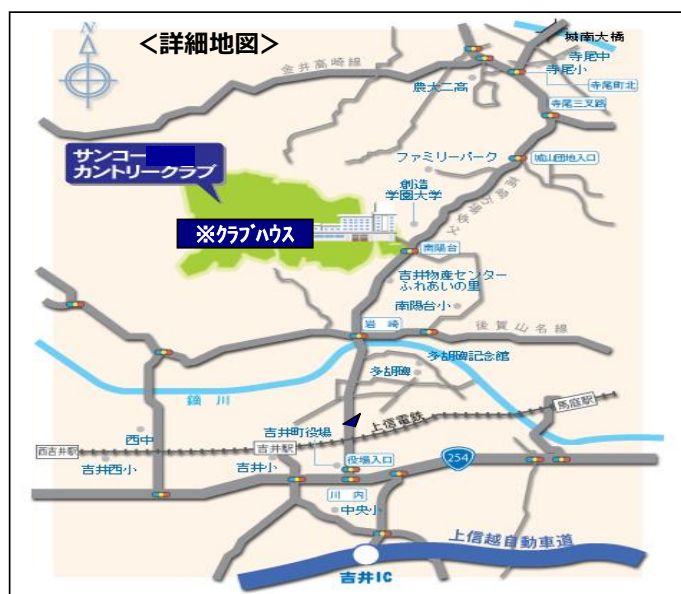 <詳細地図>
城南大橋
寺尾中
寺尾小
金井高崎線
農大二高
寺尾町北
寺尾三叉路
サンコー
カントリークラブ
ファミリーパーク
城山団地入口
創造
学園大学
※クラブハウス
南陽台
吉井物産センター
ふれあいの里
南陽台小
岩崎
後賀山名線
多胡碑記念館
多胡碑
鏑川
馬庭駅
上信電鉄
西中
吉井町役場
西吉井駅
吉井駅
吉井西小
吉井小
役場入口
254
川内
中央小
上信越自動車道
吉井IC